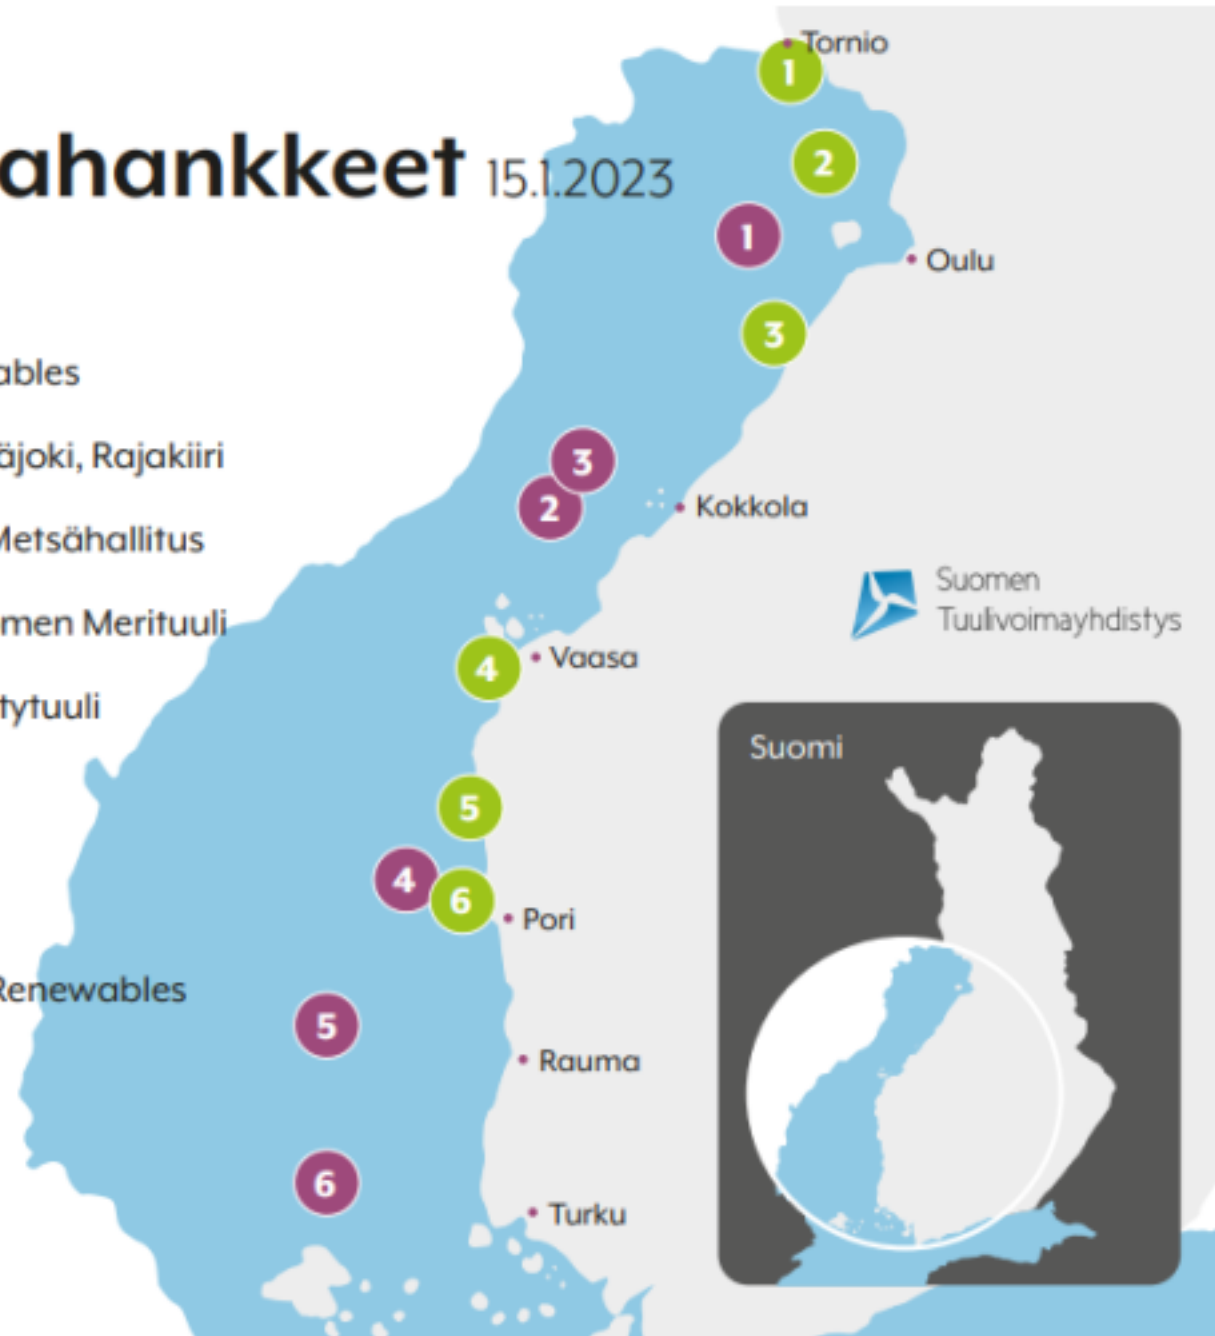 Tornio
1
ahankkeet 15.1.2023
2
1
Oulu
3
ables
äjoki, Rajakiiri
3
2
Kokkola
Metsähallitus
Suomen
Tuulivoimayhdistys
men Merituuli
4
Vaasa
tytuuli
Suomi
5
4
6
Pori
Renewables
5
Rauma
6
Turku